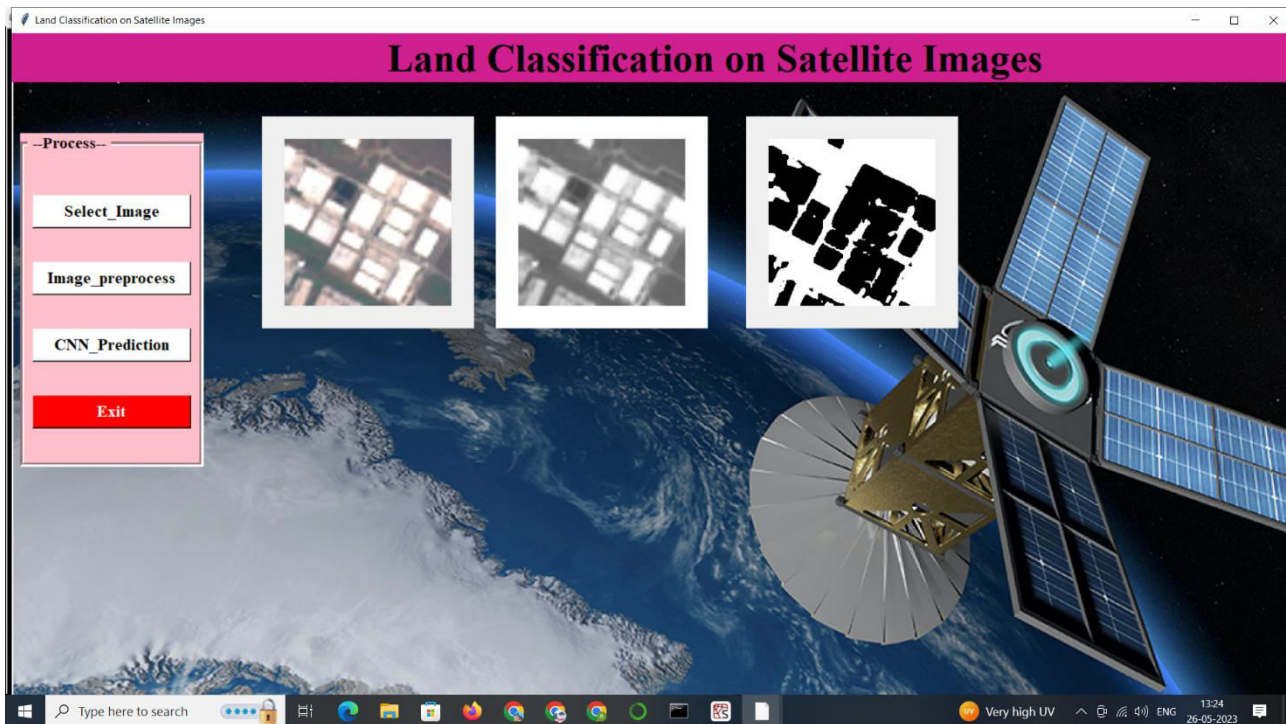 Land Classification on Satellite Images
Land Classification on Satellite Images
--Process--
Select_Image
Image_preprocess
CNN_Prediction
Exit
Type here to search
UV
Very high UV
ENG
13:24
26-05-2023